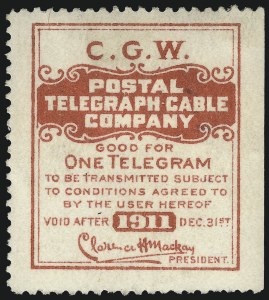 C. G. W.
POSTAL
TELEGRAPH-CABLE
COMPANY
GOOD FOR
ONE TELEGRAM
TO BE TRANSMITTED SUBJECT
TO CONDITIONS AGREED TO
BY THE USER HEREOF
VOID AFTER 1911 DEC. 31ST
Clarence H Mackay
PRESIDENT.